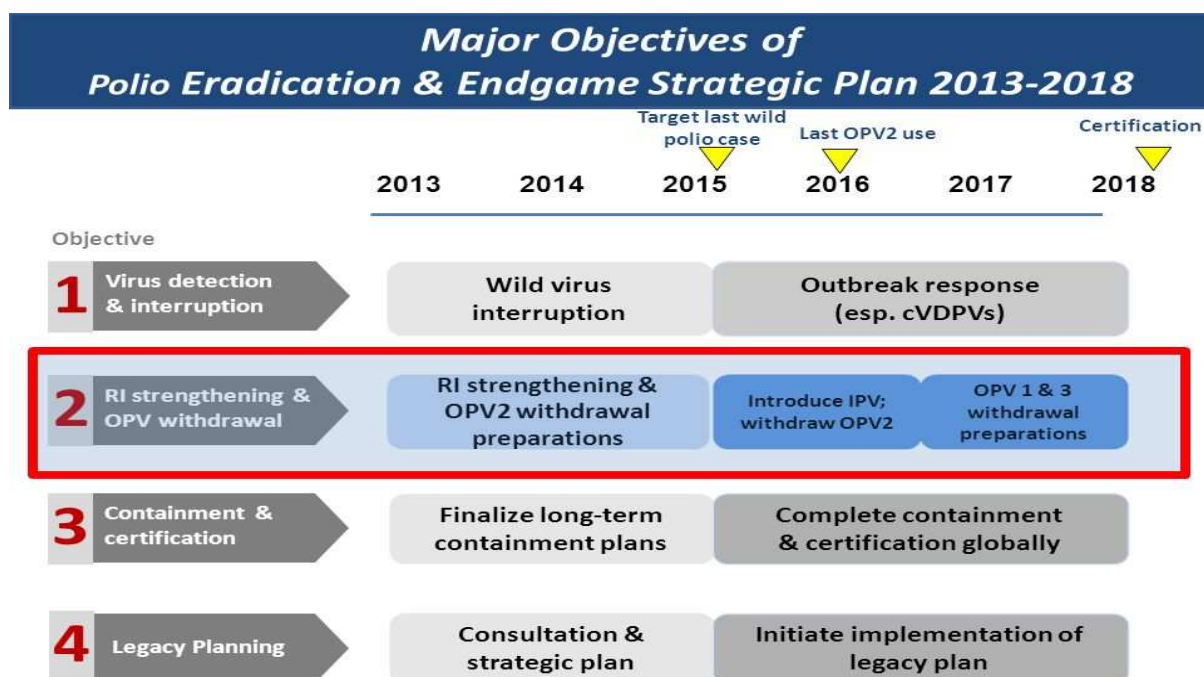 Major Objectives of
Polio Eradication & Endgame Strategic Plan 2013-2018
Target last wild
polio case
Last OPV2 use
Certification
2013
2014
2015
2016
2017
2018
Objective
1
Virus detection
& interruption
Wild virus
interruption
Outbreak response
(esp. cVDPVs)
2
RI strengthening &
OPV withdrawal
RI strengthening &
OPV2 withdrawal
preparations
Introduce IPV;
withdraw OPV2
OPV 1 & 3
withdrawal
preparations
3
Containment &
certification
Finalize long-term
containment plans
Complete containment
& certification globally
4
Legacy Planning
Consultation &
strategic plan
Initiate implementation of
legacy plan